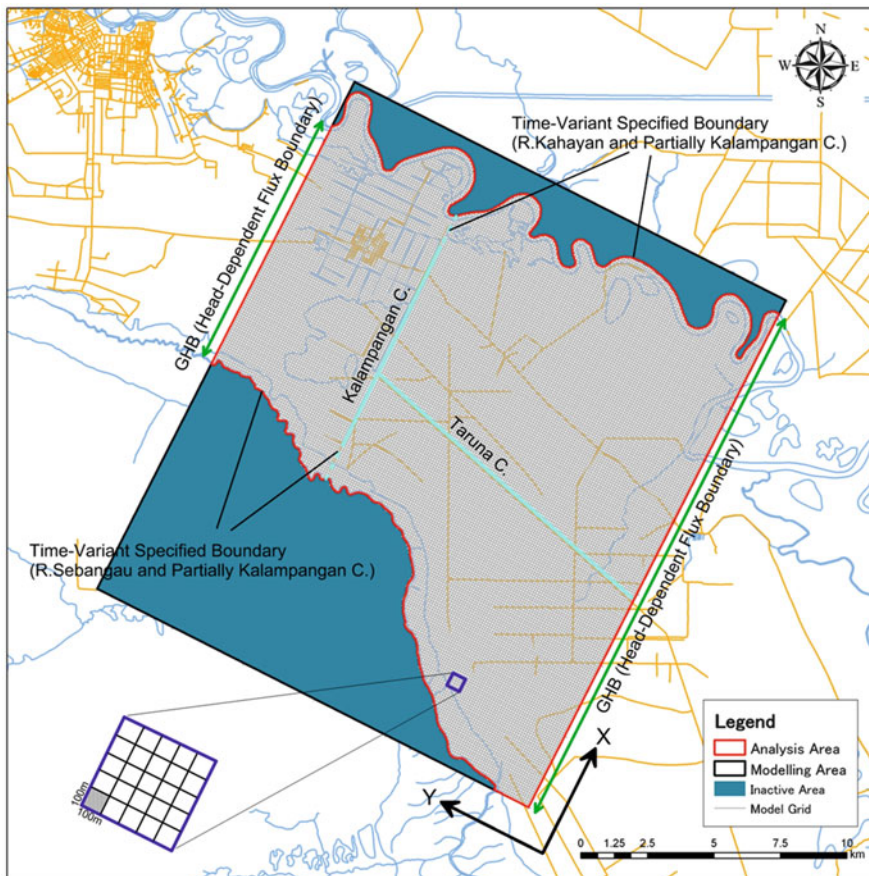 N
W E
S
Time-Variant Specified Boundary
(R.Kahayan and Partially Kalampangan C.)
GHB (Head-Dependent Flux Boundary)
Kalampangan C.
Taruna C.
Time-Variant Specified Boundary
(R.Sebangau and Partially Kalampangan C.)
GHB (Head-Dependent Flux Boundary)
100m
100m
X
Y
Legend
Analysis Area
Modelling Area
Inactive Area
Model Grid
0 1.25 2.5 5 7.5 10
km